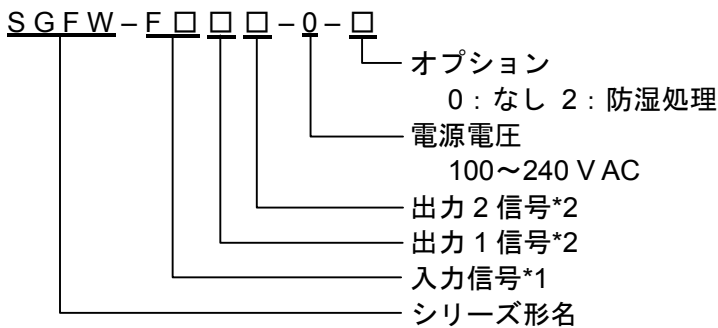 SGFW–F□□□–0–□
オプション
0：なし 2：防湿処理
電源電圧
100～240 V AC
出力 2 信号*2
出力 1 信号*2
入力信号*1
シリーズ形名